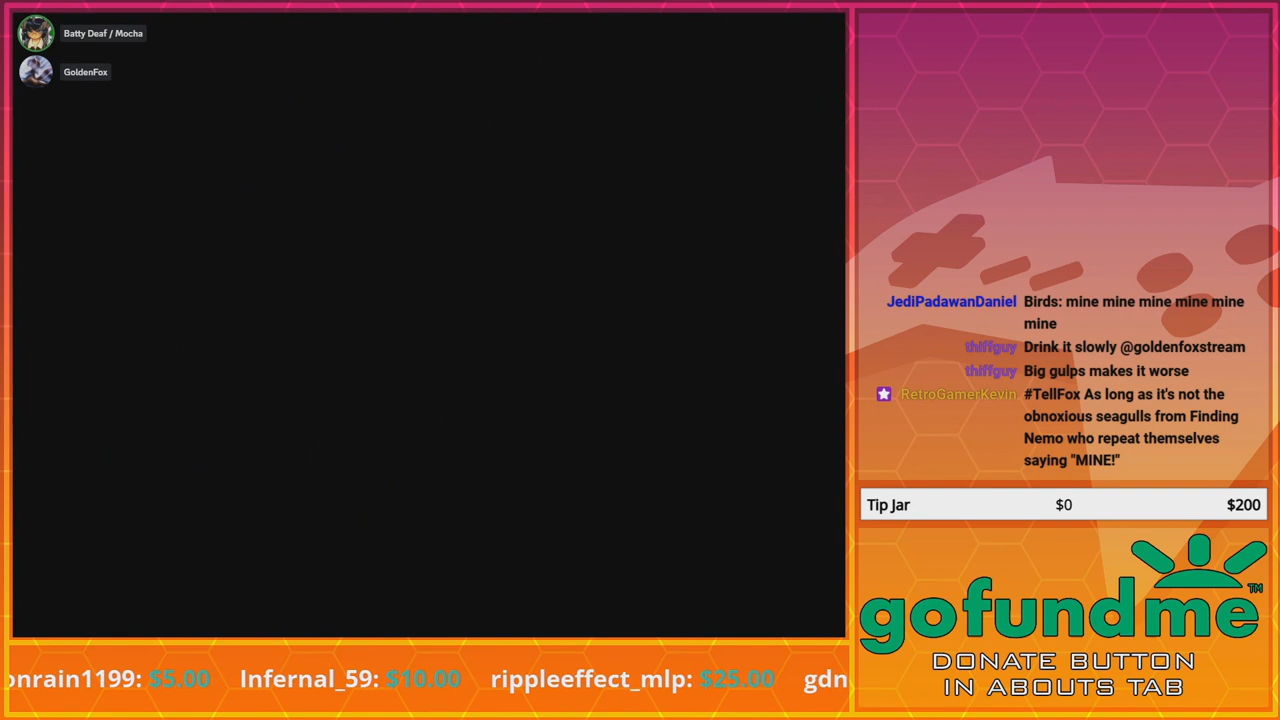 Batty Deaf / Mocha
GoldenFox
JediPadawanDaniel Birds: mine mine mine mine mine
mine
thiffguy Drink it slowly @goldenfoxstream
thiffguy Big gulps makes it worse
RetroGamerKevin #TellFox As long as it's not the
obnoxious seagulls from Finding
Nemo who repeat themselves
saying "MINE!"
Tip Jar $0 $200
gofundme™
DONATE BUTTON
IN ABOUTS TAB
onrain1199: $5.00 Infernal_59: $10.00 rippleeffect_mlp: $25.00 gdn